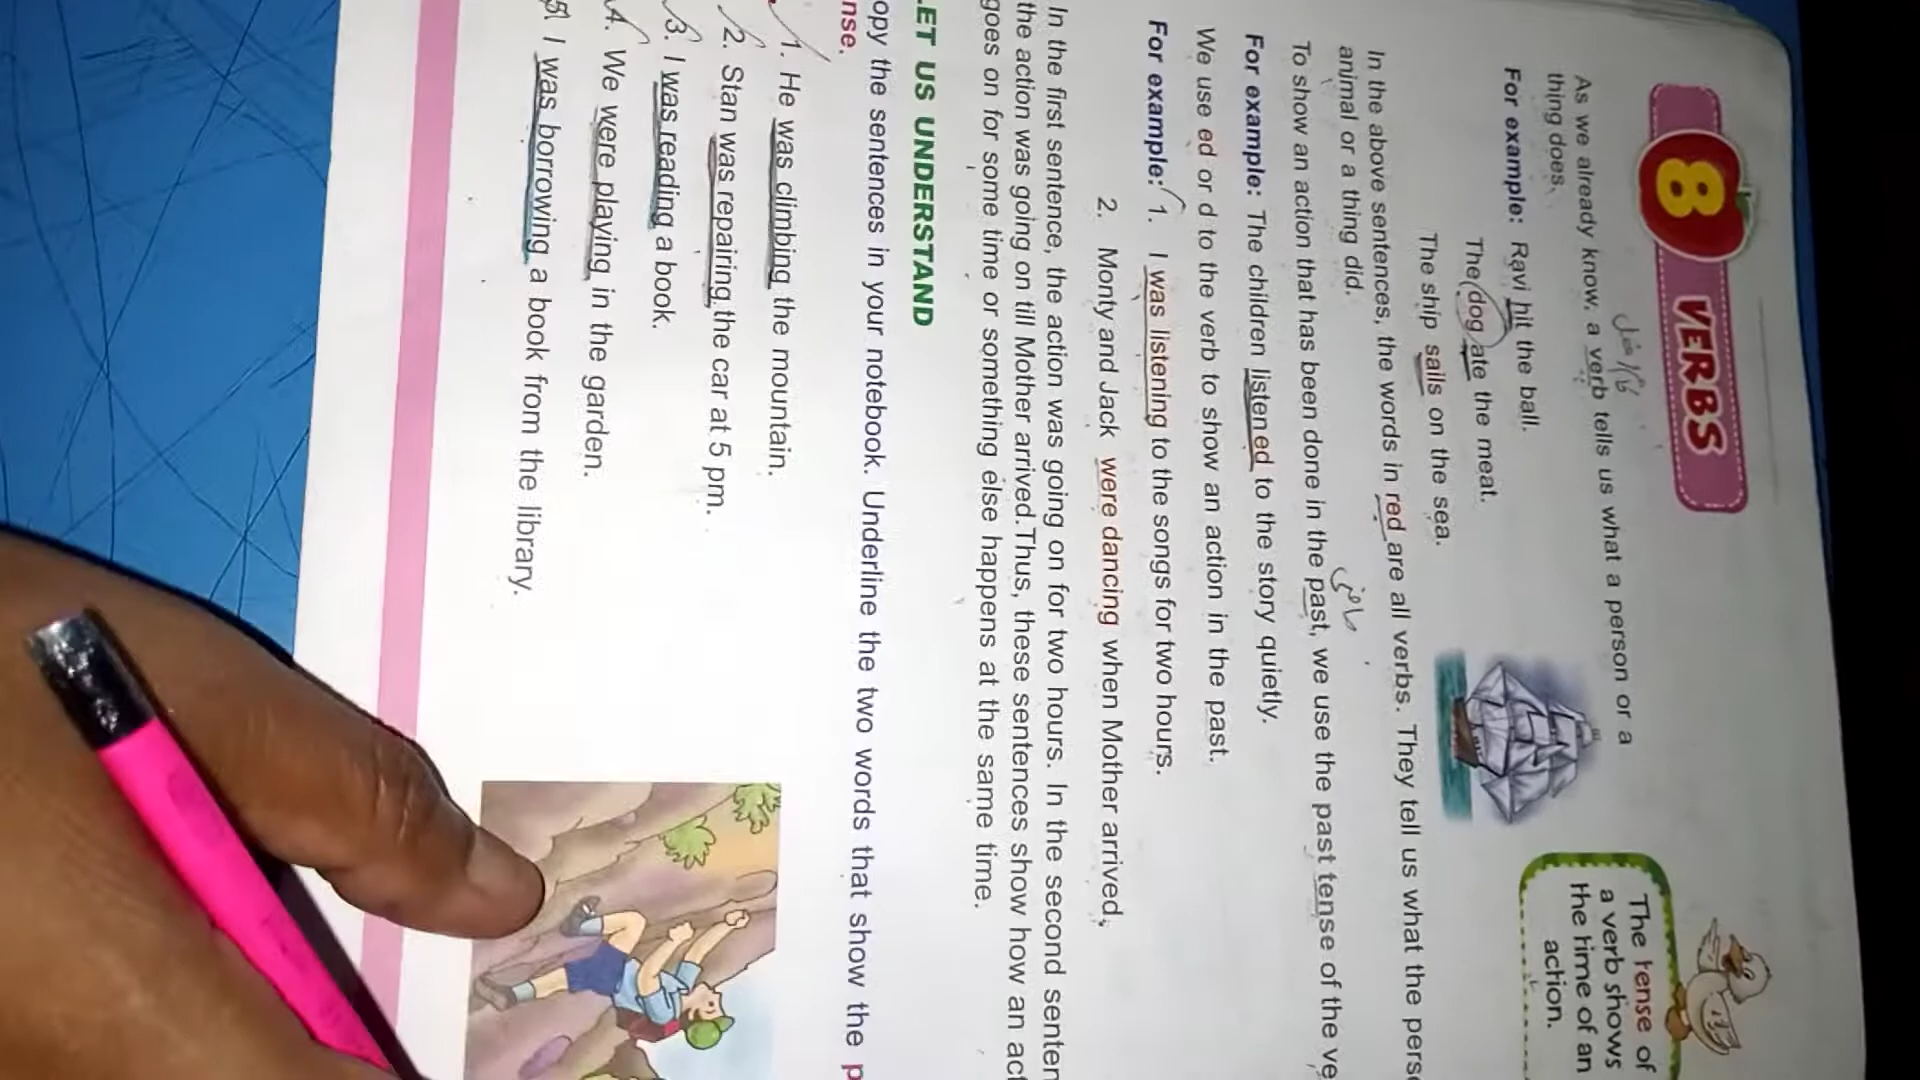 8 VERBS
As we already know, a verb tells us what a person or a
thing does.
For example: Ravi hit the ball.
The dog ate the meat.
The ship sails on the sea.
The tense of
a verb shows
the time of an
action.
In the above sentences, the words in red are all verbs. They tell us what the pers
animal or a thing did.
ماضی
To show an action that has been done in the past, we use the past tense of the ve
For example: The children listened to the story quietly.
We use ed or d to the verb to show an action in the past.
For example: 1. I was listening to the songs for two hours.
2. Monty and Jack were dancing when Mother arrived.
In the first sentence, the action was going on for two hours. In the second senten
the action was going on till Mother arrived. Thus, these sentences show how an act
goes on for some time or something else happens at the same time.
ET US UNDERSTAND
opy the sentences in your notebook. Underline the two words that show the p
nse.
1. He was climbing the mountain.
2. Stan was repairing the car at 5 pm.
3. I was reading a book.
4. We were playing in the garden.
5. I was borrowing a book from the library.